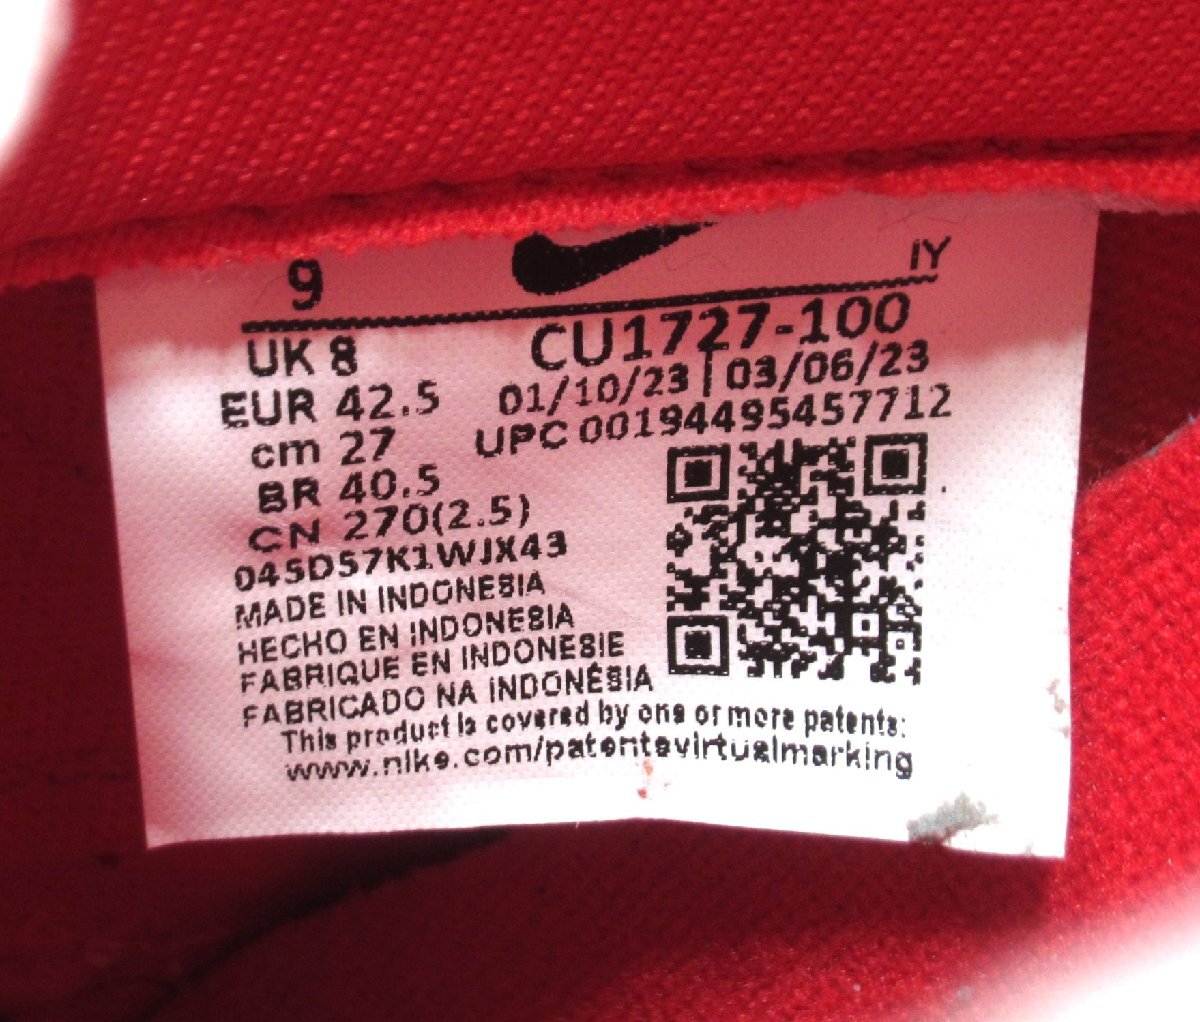 9
IY
UK 8
CU1727-100
EUR 42.5
01/10/23 | 03/06/23
cm 27
UPC 00194495457712
BR 40.5
CN 270(2.5)
045D57K1WJX43
MADE IN INDONESIA
HECHO EN INDONESIA
FABRIQUE EN INDONESIE
FABRICADO NA INDONÉSIA
This product is covered by one or more patents:
www.nike.com/patentsvirtualmarking